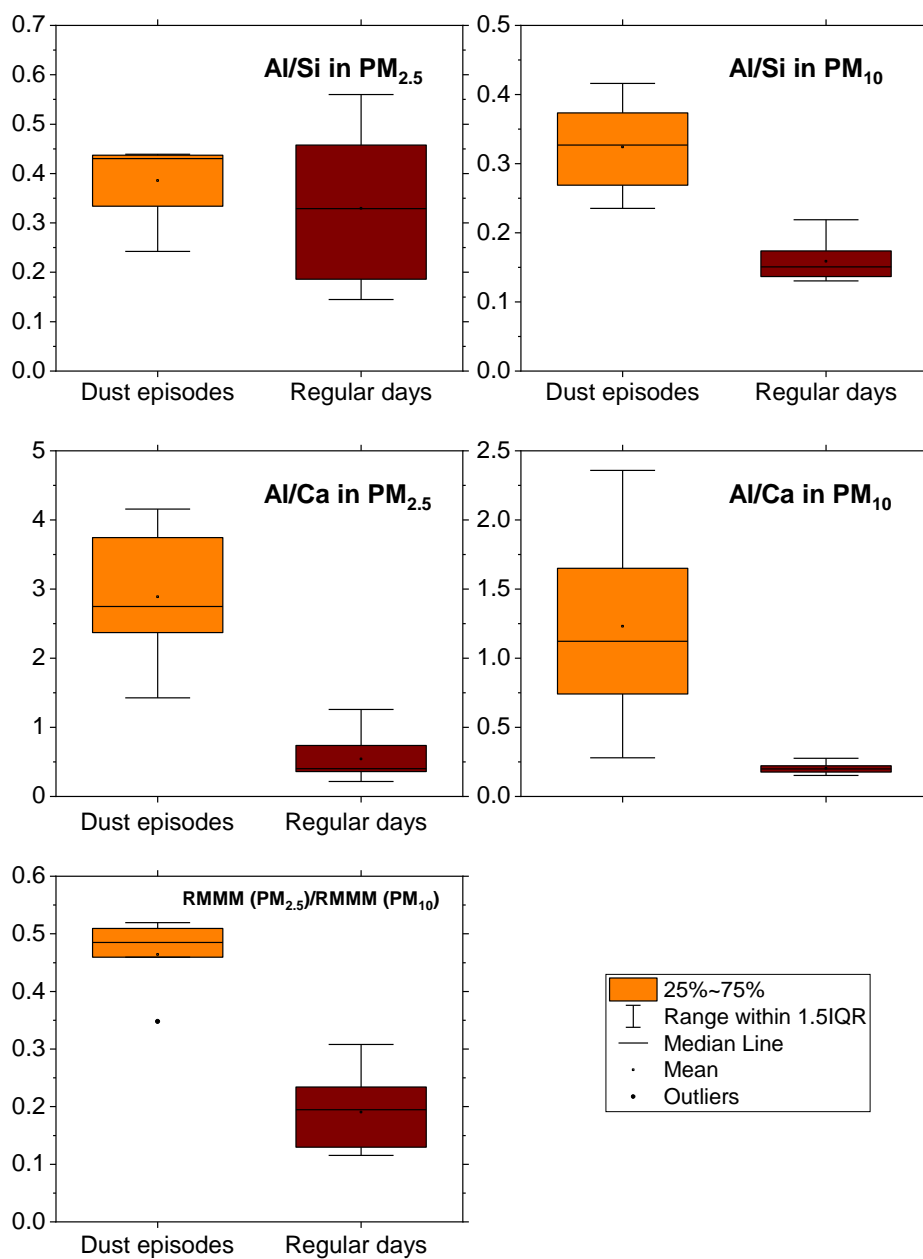 Al/Si in PM2.5
0.7
0.6
0.5
0.4
0.3
0.2
0.1
0.0
Dust episodes Regular days
Al/Si in PM10
0.5
0.4
0.3
0.2
0.1
0.0
Dust episodes Regular days
Al/Ca in PM2.5
5
4
3
2
1
0
Dust episodes Regular days
Al/Ca in PM10
2.5
2.0
1.5
1.0
0.5
0.0
RMMM (PM2.5)/RMMM (PM10)
0.6
0.5
0.4
0.3
0.2
0.1
0.0
Dust episodes Regular days
25%~75%
Range within 1.5IQR
Median Line
Mean
Outliers